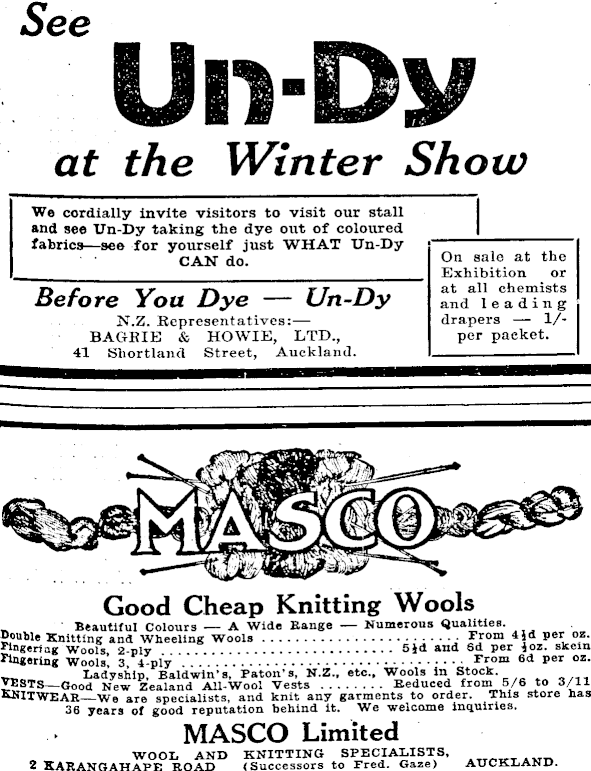 See
Un-Dy
at the Winter Show
We cordially invite visitors to visit our stall
and see Un-Dy taking the dye out of coloured
fabrics—see for yourself just WHAT Un-Dy
CAN do.
Before You Dye — Un-Dy
N.Z. Representatives:—
BAGRIE & HOWIE, LTD.,
41 Shortland Street, Auckland.
On sale at the
Exhibition or
at all chemists
and leading
drapers — 1/-
per packet.
MASCO
Good Cheap Knitting Wools
Beautiful Colours — A Wide Range — Numerous Qualities.
Double Knitting and Wheeling Wools ........................ From 4½d per oz.
Fingering Wools, 2-ply ................................ 5½d and 6d per ½oz. skein
Fingering Wools, 3, 4-ply .................................. From 6d per oz.
Ladyship, Baldwin's, Paton's, N.Z., etc., Wools in Stock.
VESTS—Good New Zealand All-Wool Vests ......... Reduced from 5/6 to 3/11
KNITWEAR—We are specialists, and knit any garments to order. This store has
36 years of good reputation behind it. We welcome inquiries.
MASCO Limited
WOOL AND KNITTING SPECIALISTS,
2 KARANGAHAPE ROAD (Successors to Fred. Gaze) AUCKLAND.